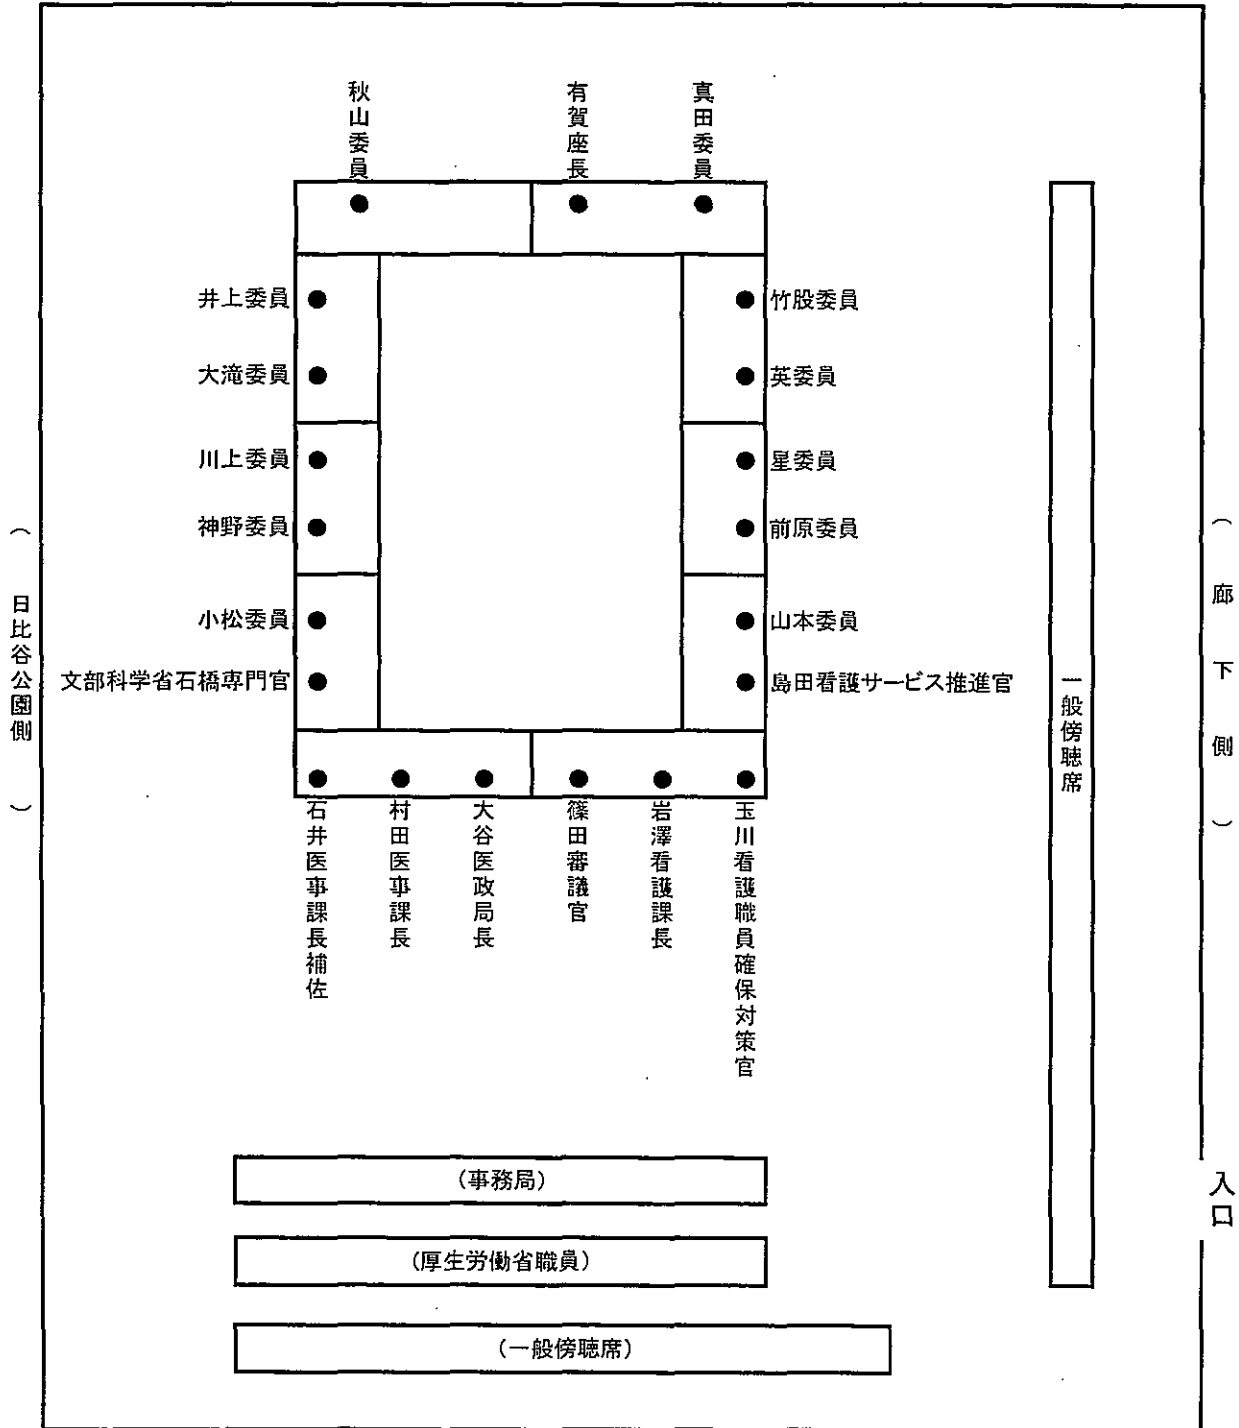 秋山委員
有賀座長
真田委員
井上委員
竹股委員
大滝委員
英委員
川上委員
星委員
神野委員
前原委員
小松委員
山本委員
文部科学省石橋専門官
島田看護サービス推進官
石井医事課長補佐
村田医事課長
大谷医政局長
篠田審議官
岩澤看護課長
玉川看護職員確保対策官
(日比谷公園側)
一般傍聴席
(廊下側)
入口
(事務局)
(厚生労働省職員)
(一般傍聴席)